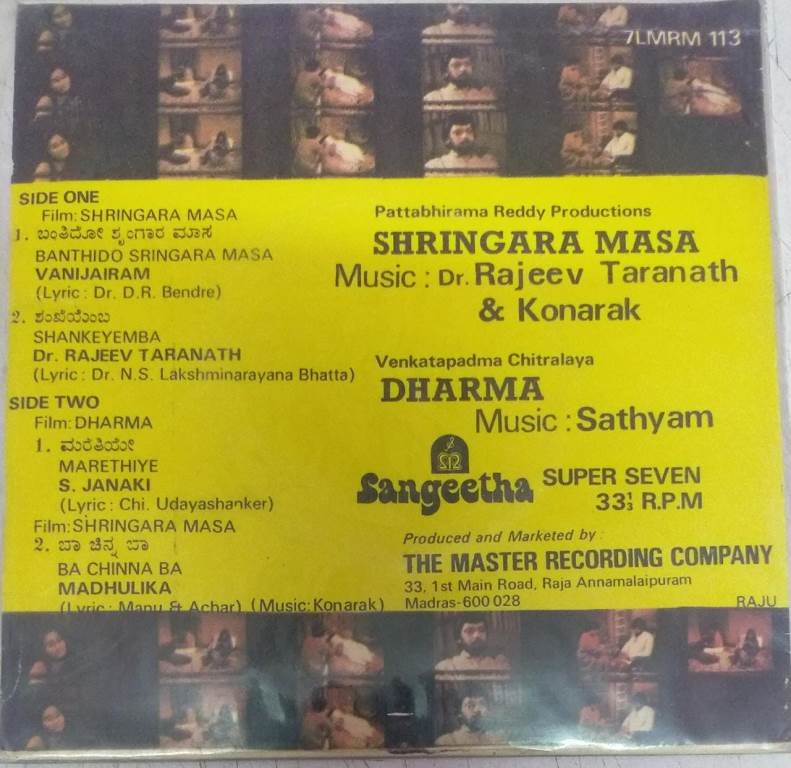 7LMRM 113
SIDE ONE
Film: SHRINGARA MASA
1. ಬಂತಿದೋ ಶೃಂಗಾರ ಮಾಸ
BANTHIDO SRINGARA MASA
VANIJAIRAM
(Lyric: Dr. D.R. Bendre)
2. ಶಂಖೆಯೆಂಬ
SHANKEYEMBA
Dr. RAJEEV TARANATH
(Lyric : Dr. N.S. Lakshminarayana Bhatta)
SIDE TWO
Film: DHARMA
1. ಮರೆತಿಯೇ
MARETHIYE
S. JANAKI
(Lyric : Chi. Udayashanker)
Film: SHRINGARA MASA
2. ಬಾ ಚಿನ್ನ ಬಾ
BA CHINNA BA
MADHULIKA
(Lyric : Manu & Achar) (Music: Konarak)
Pattabhirama Reddy Productions
SHRINGARA MASA
Music : Dr. Rajeev Taranath
& Konarak
Venkatapadma Chitralaya
DHARMA
Music : Sathyam
Sangeetha
SUPER SEVEN
33⅓ R.P.M
Produced and Marketed by :
THE MASTER RECORDING COMPANY
33, 1st Main Road, Raja Annamalaipuram
Madras-600 028
RAJU